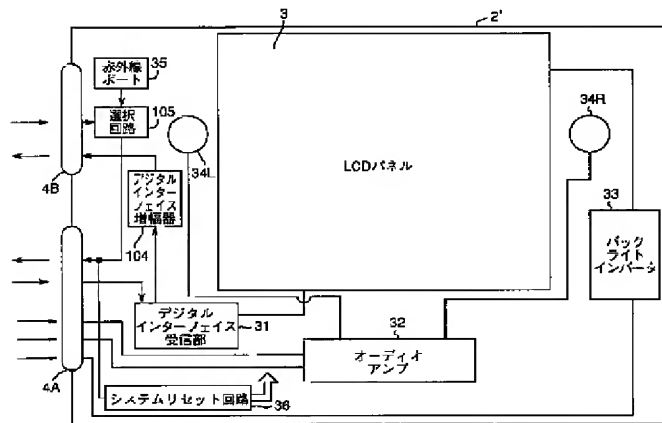 3
2'
赤外線
ポート
35
選択
回路
105
34L
34R
4B
LCDパネル
デジタル
インター
フェイス
増幅器
104
33
バック
ライト
インバータ
デジタル
インターフェイス
受信部
31
32
オーディオ
アンプ
4A
システムリセット回路
36